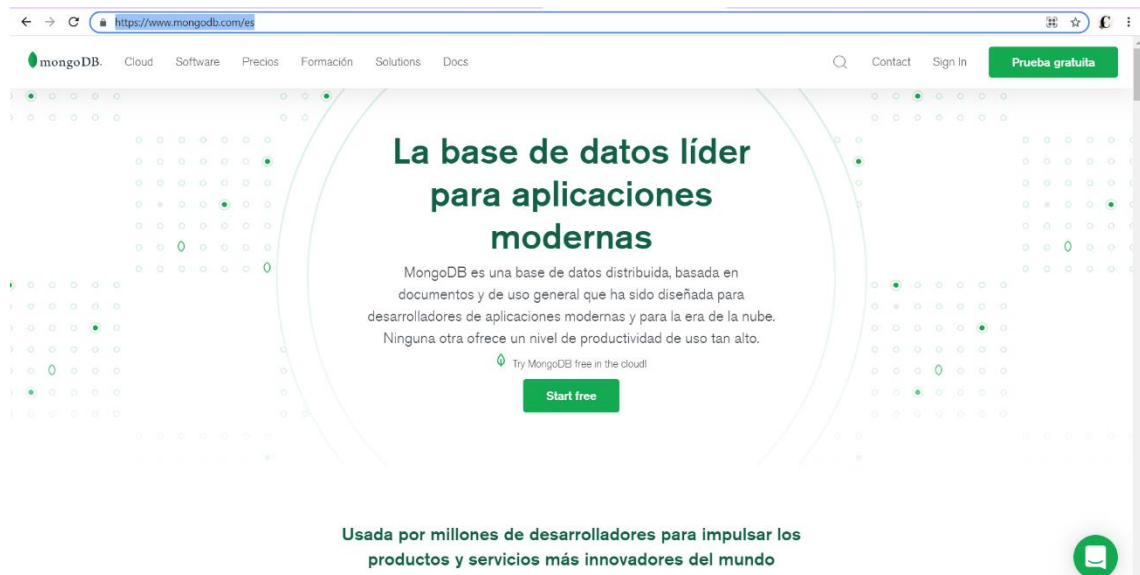 https://www.mongodb.com/es
mongoDB. Cloud Software Precios Formación Solutions Docs Contact Sign In Prueba gratuita
La base de datos líder
para aplicaciones
modernas
MongoDB es una base de datos distribuida, basada en
documentos y de uso general que ha sido diseñada para
desarrolladores de aplicaciones modernas y para la era de la nube.
Ninguna otra ofrece un nivel de productividad de uso tan alto.
Try MongoDB free in the cloud!
Start free
Usada por millones de desarrolladores para impulsar los
productos y servicios más innovadores del mundo